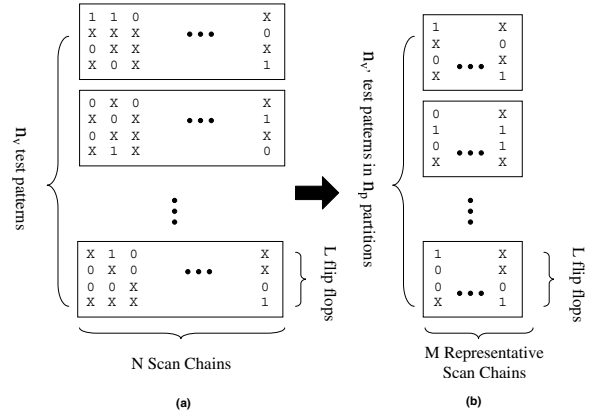 1 1 0 X
X X X ••• 0
0 X X X
X 0 X 1
0 X 0 X
X 0 X ••• 1
0 X X X
X 1 X 0
X 1 0 X
0 X X ••• X
0 0 X 0
X X X 1
n_v test patterns
L flip flops
N Scan Chains
(a)
n_v' test patterns in n_p partitions
1 X
X 0
0 X
X ••• 1
0 X
1 1
0 1
X ••• X
1 X
0 X
0 0
X ••• 1
L flip flops
M Representative
Scan Chains
(b)